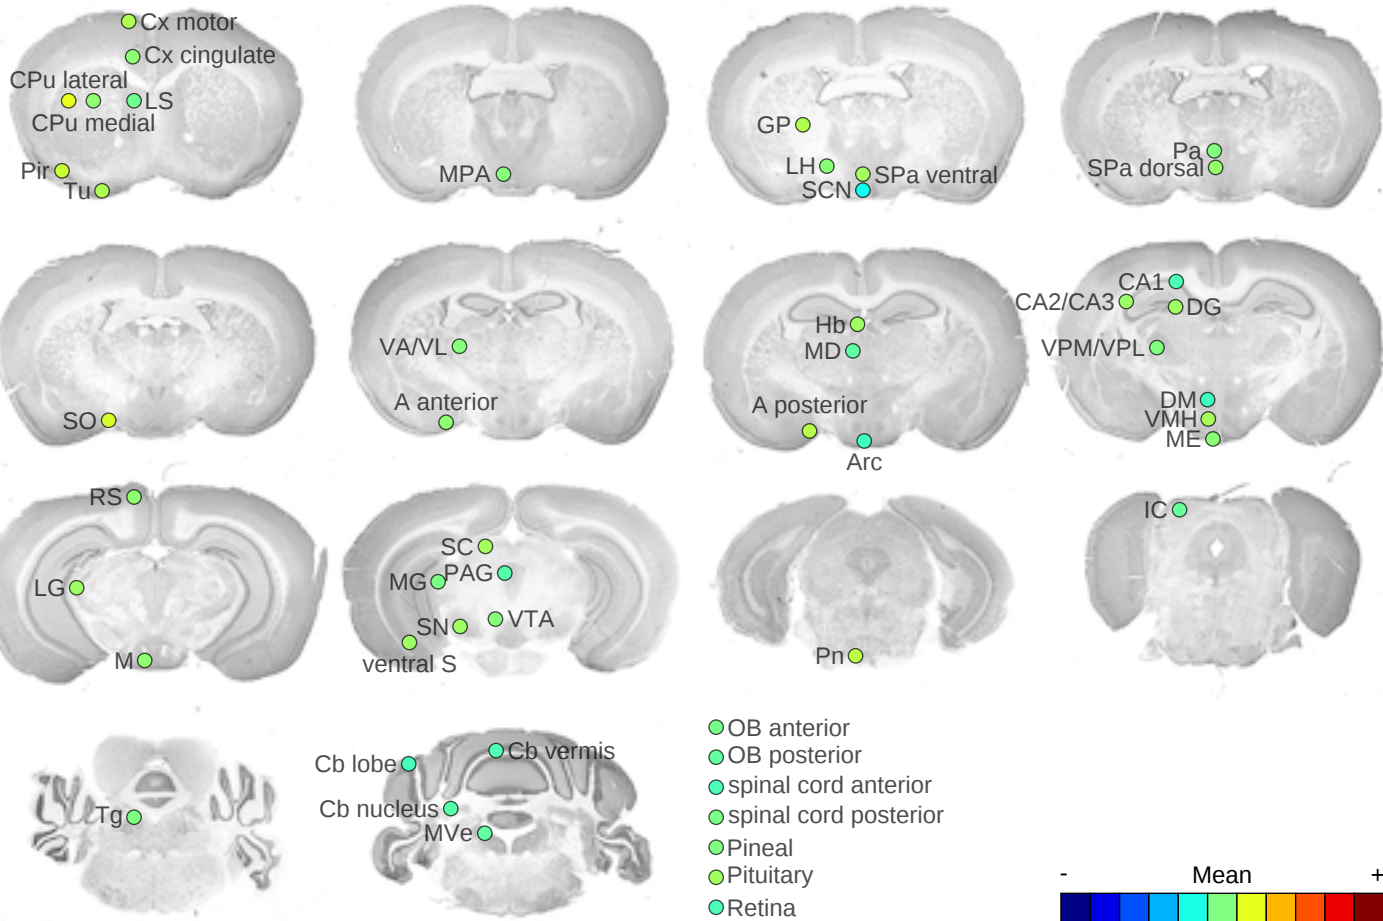 Cx motor
Cx cingulate
CPu lateral
LS
CPu medial
Pir
Tu
MPA
GP
LH
SPa ventral
SCN
Pa
SPa dorsal
SO
VA/VL
A anterior
Hb
MD
A posterior
Arc
CA1
CA2/CA3
DG
VPM/VPL
DM
VMH
ME
RS
LG
M
SC
MG
PAG
SN
VTA
ventral S
Pn
IC
Tg
Cb lobe
Cb vermis
Cb nucleus
MVe
OB anterior
OB posterior
spinal cord anterior
spinal cord posterior
Pineal
Pituitary
Retina
- Mean +